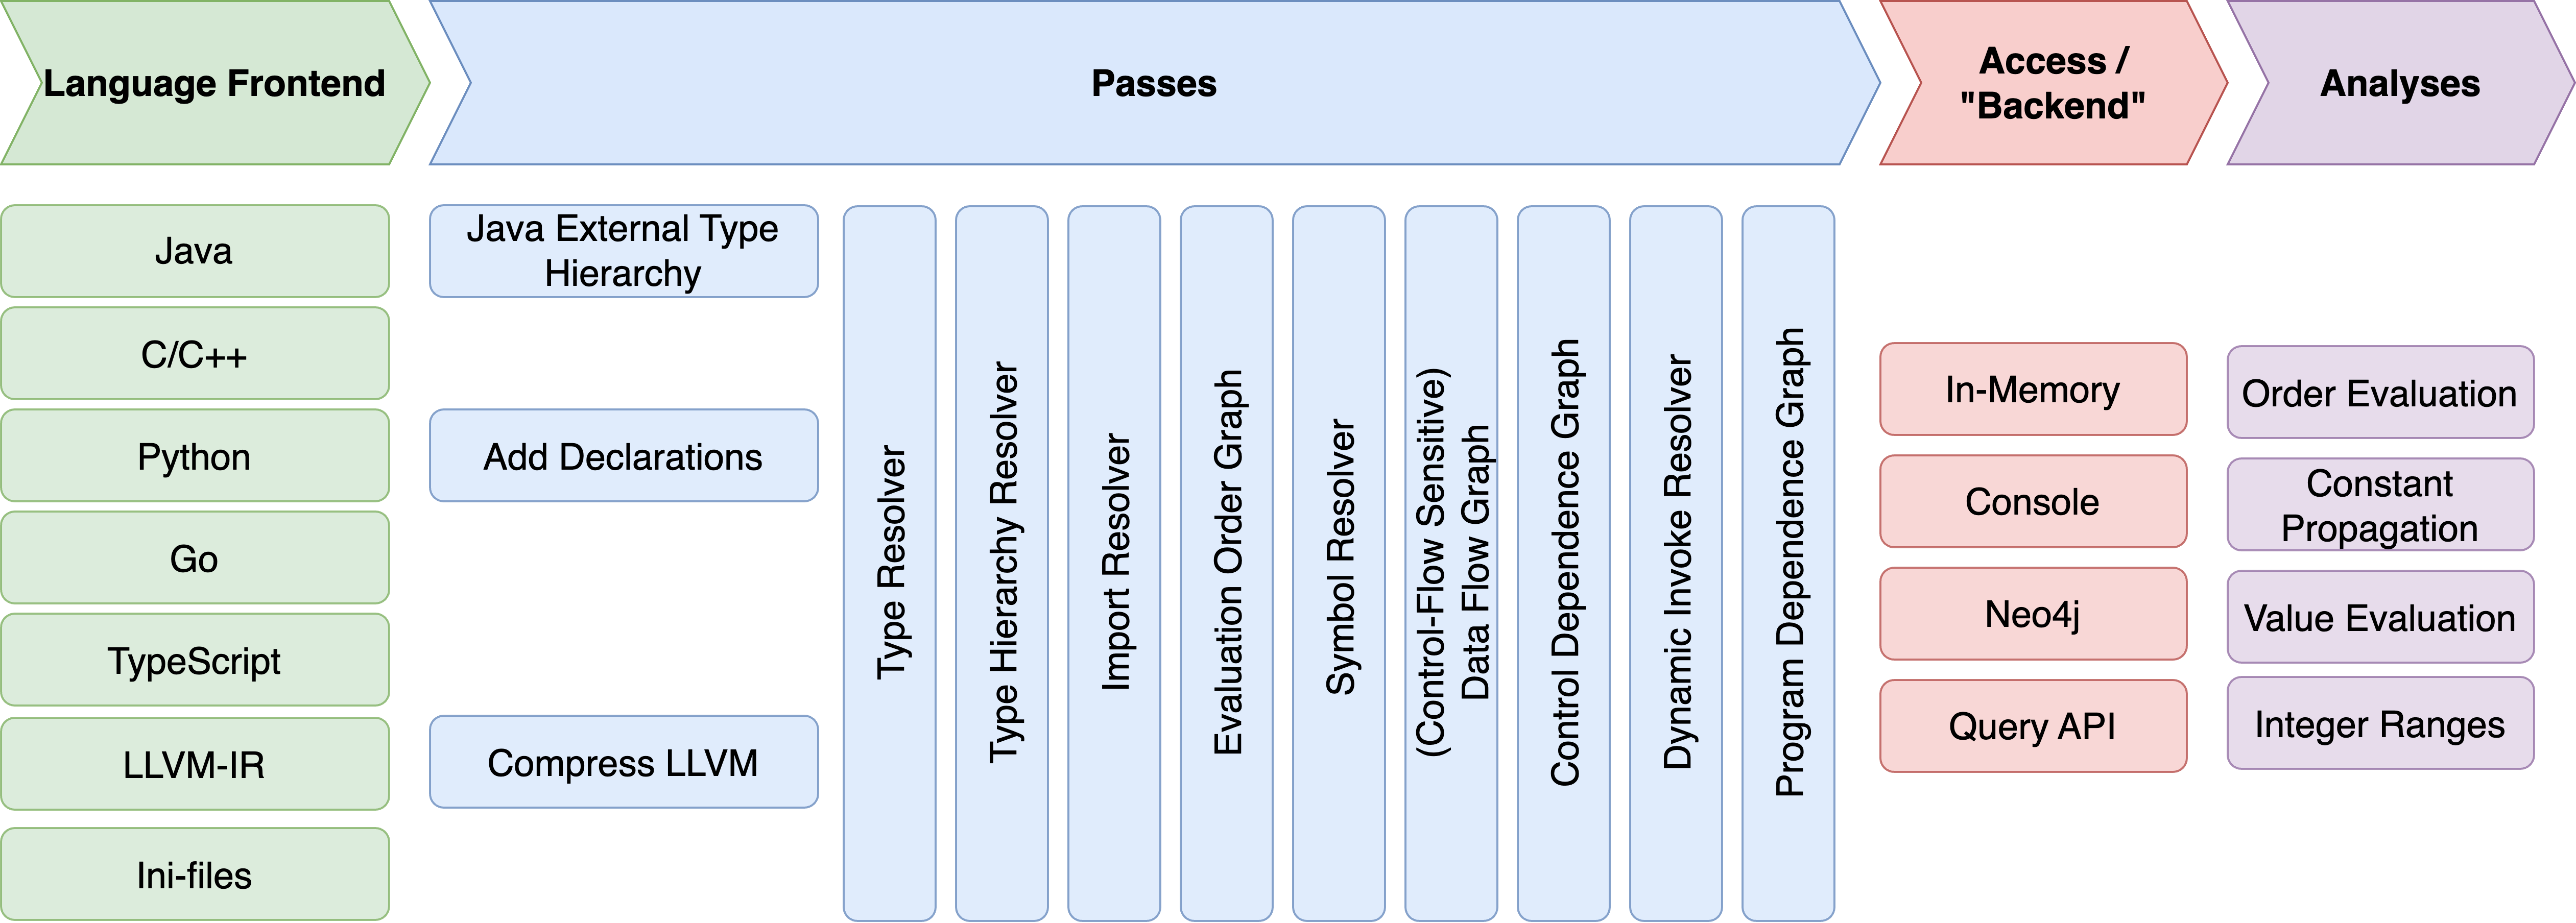 Language Frontend
Passes
Access /
"Backend"
Analyses
Java
C/C++
Python
Go
TypeScript
LLVM-IR
Ini-files
Java External Type
Hierarchy
Add Declarations
Compress LLVM
Type Resolver
Type Hierarchy Resolver
Import Resolver
Evaluation Order Graph
Symbol Resolver
(Control-Flow Sensitive)
Data Flow Graph
Control Dependence Graph
Dynamic Invoke Resolver
Program Dependence Graph
In-Memory
Console
Neo4j
Query API
Order Evaluation
Constant
Propagation
Value Evaluation
Integer Ranges